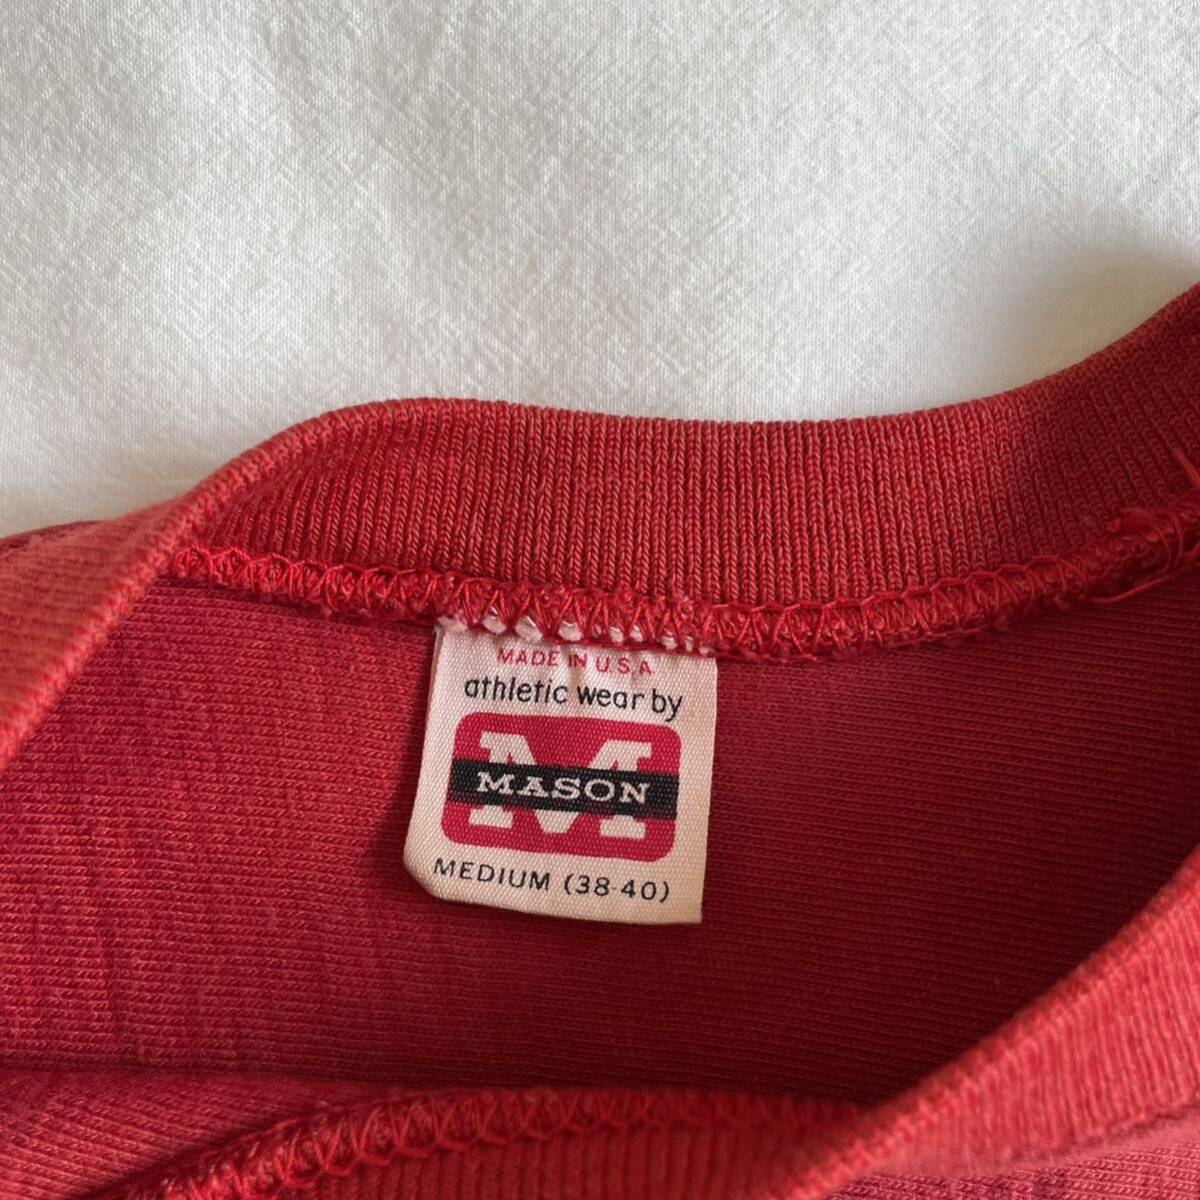 MADE IN U.S.A
athletic wear by
M
MASON
MEDIUM (38-40)